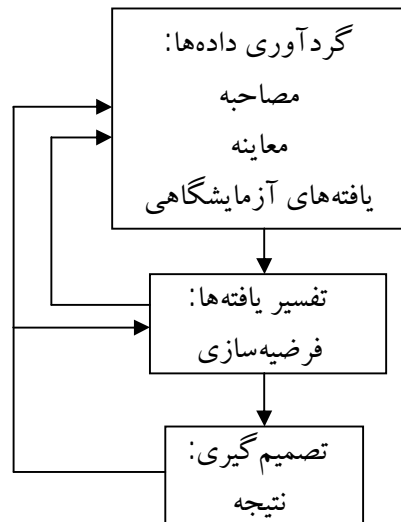 گردآوری داده‌ها:
مصاحبه
معاینه
یافته‌های آزمایشگاهی
تفسیر یافته‌ها:
فرضیه‌سازی
تصمیم‌گیری:
نتیجه